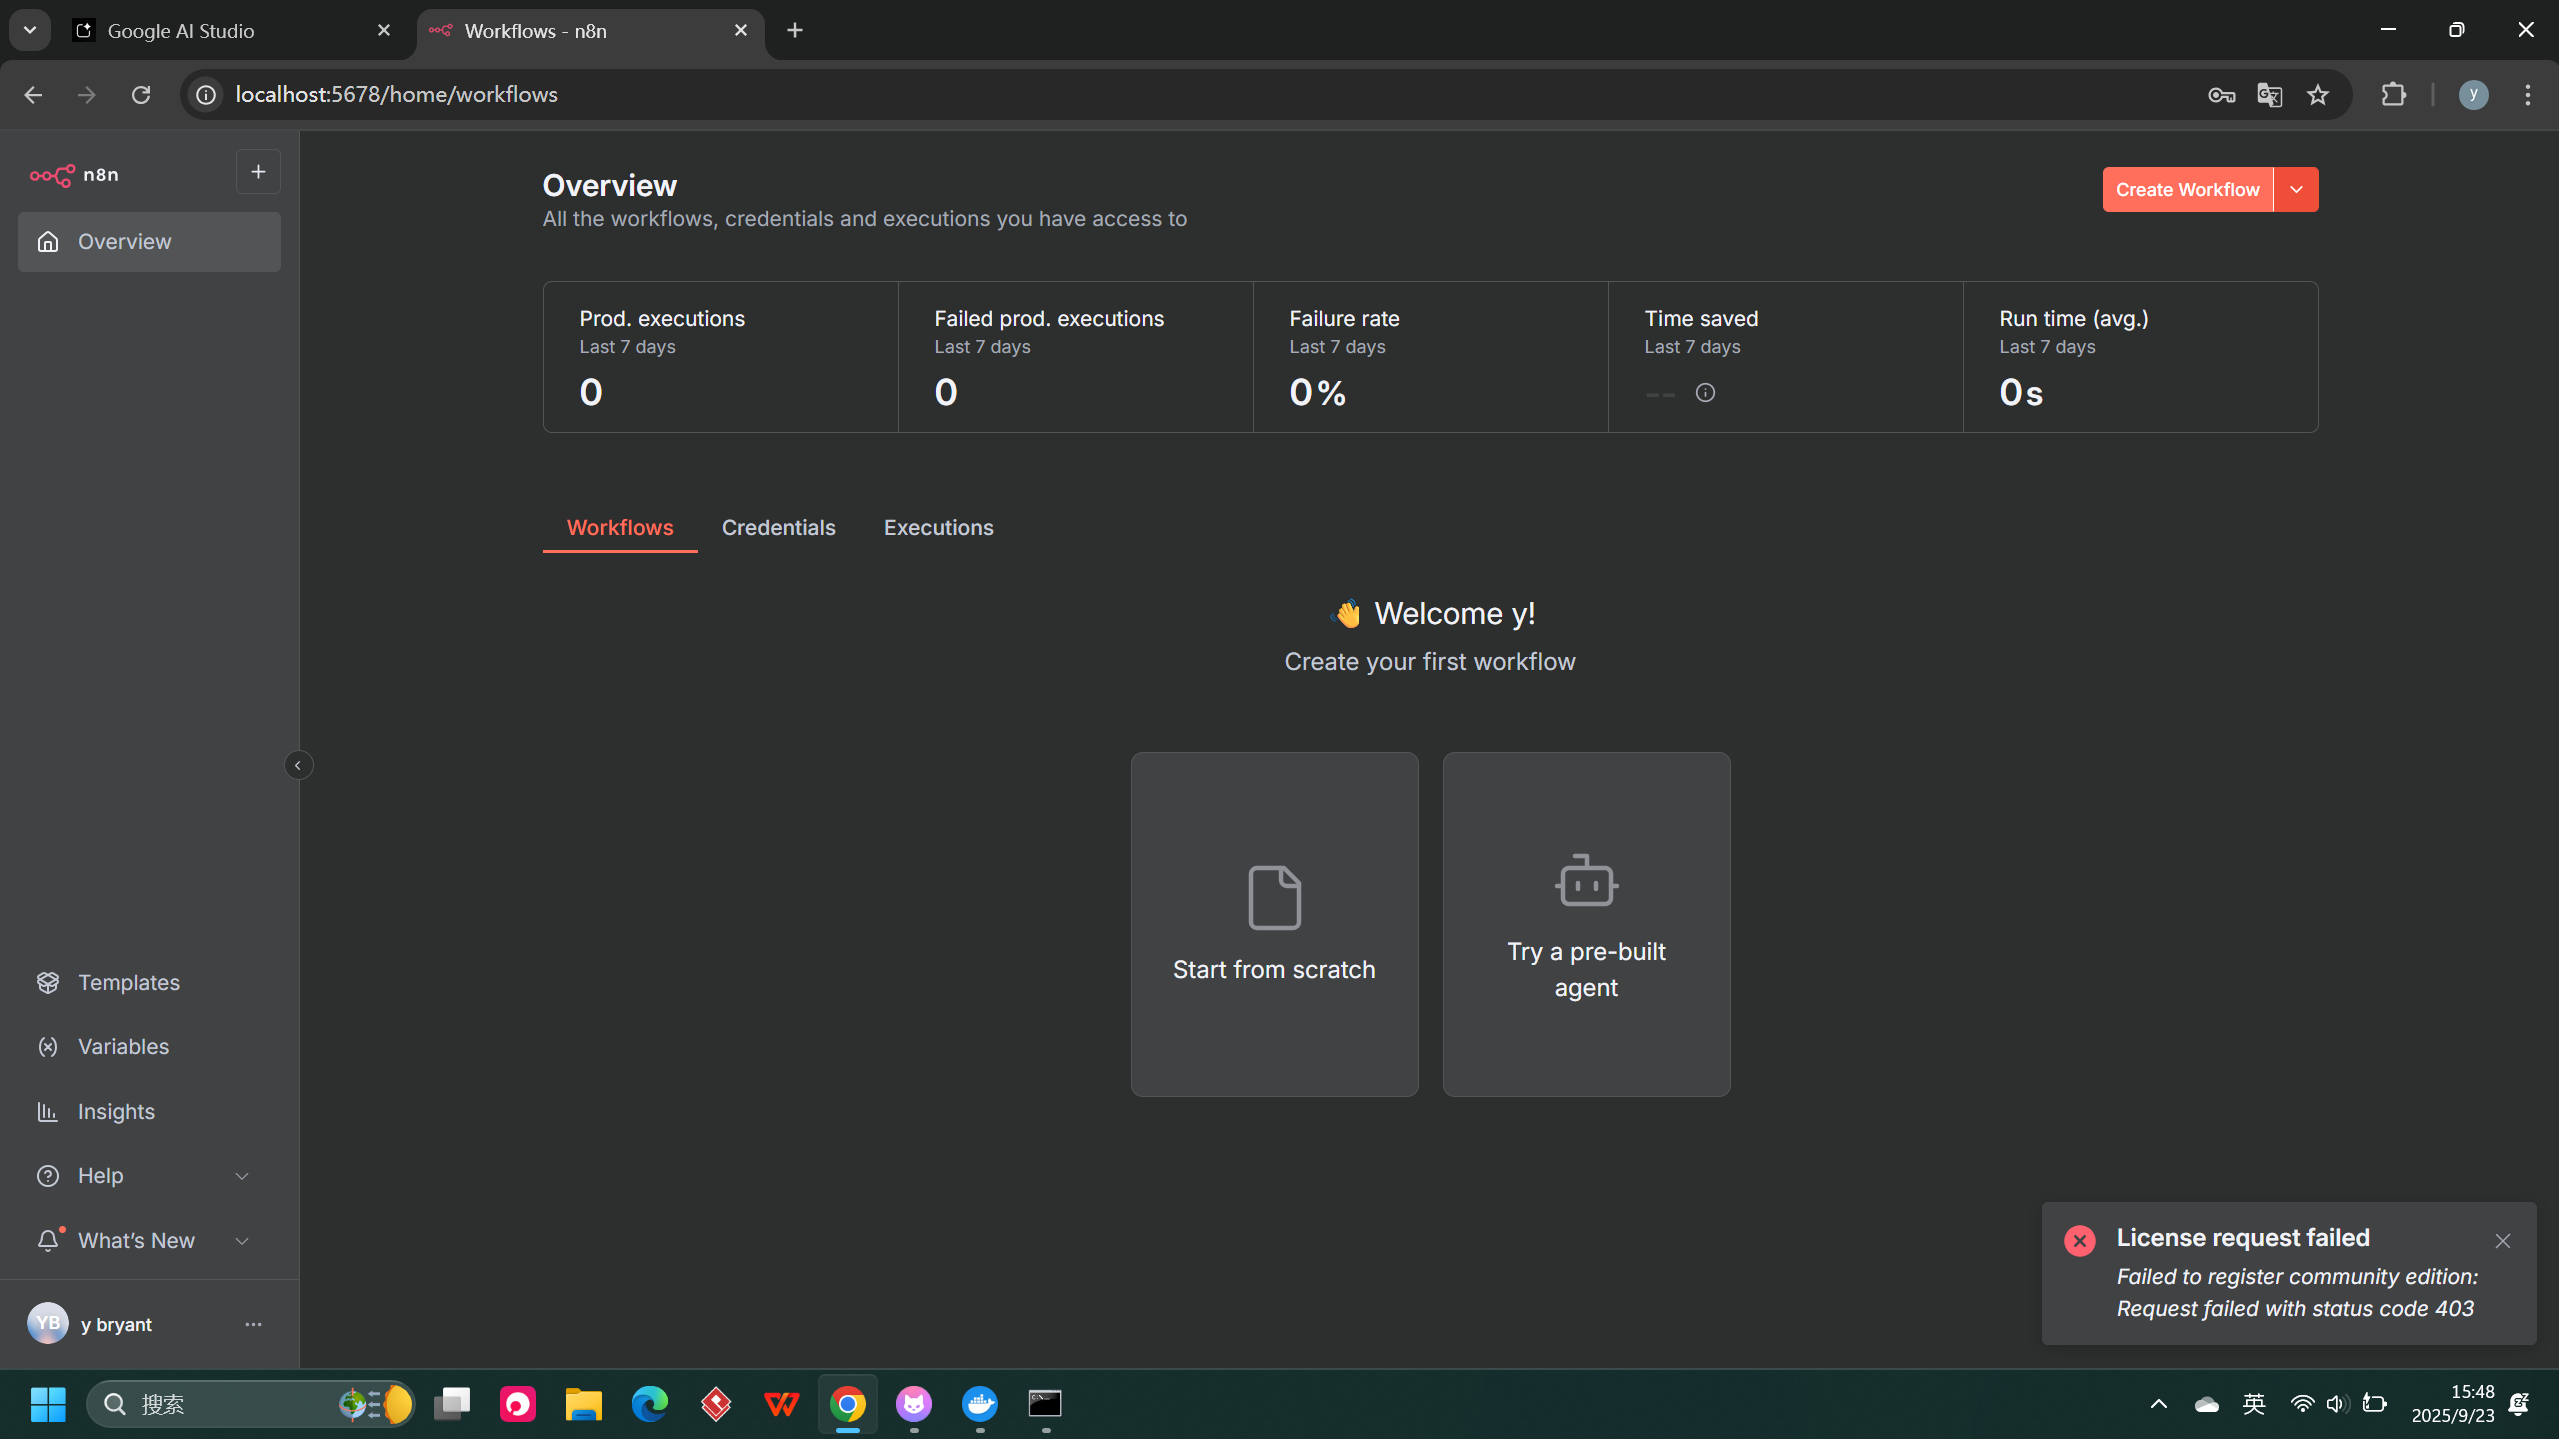 Google AI Studio
Workflows - n8n
localhost:5678/home/workflows
y
n8n
Overview
Overview
All the workflows, credentials and executions you have access to
Create Workflow
Prod. executions
Last 7 days
0
Failed prod. executions
Last 7 days
0
Failure rate
Last 7 days
0%
Time saved
Last 7 days
--
Run time (avg.)
Last 7 days
0s
Workflows
Credentials
Executions
👋 Welcome y!
Create your first workflow
Start from scratch
Try a pre-built
agent
Templates
Variables
Insights
Help
What's New
YB
y bryant
License request failed
Failed to register community edition:
Request failed with status code 403
搜索
英
15:48
2025/9/23